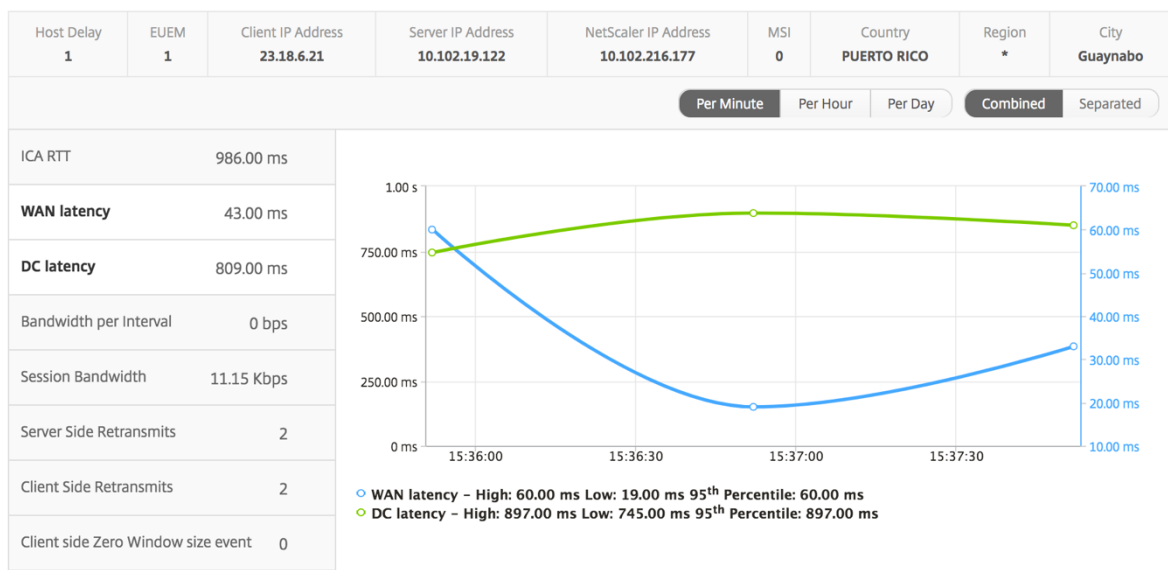 Host Delay EUEM Client IP Address Server IP Address NetScaler IP Address MSI Country Region City
1 1 23.18.6.21 10.102.19.122 10.102.216.177 0 PUERTO RICO * Guaynabo
Per Minute Per Hour Per Day Combined Separated
ICA RTT 986.00 ms
WAN latency 43.00 ms
DC latency 809.00 ms
Bandwidth per Interval 0 bps
Session Bandwidth 11.15 Kbps
Server Side Retransmits 2
Client Side Retransmits 2
Client side Zero Window size event 0
1.00 s
750.00 ms
500.00 ms
250.00 ms
0 ms
70.00 ms
60.00 ms
50.00 ms
40.00 ms
30.00 ms
20.00 ms
10.00 ms
15:36:00 15:36:30 15:37:00 15:37:30
WAN latency – High: 60.00 ms Low: 19.00 ms 95th Percentile: 60.00 ms
DC latency – High: 897.00 ms Low: 745.00 ms 95th Percentile: 897.00 ms